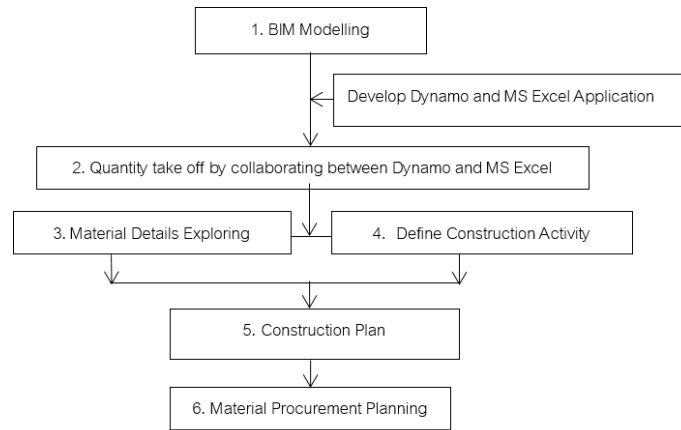 1. BIM Modelling
Develop Dynamo and MS Excel Application
2. Quantity take off by collaborating between Dynamo and MS Excel
3. Material Details Exploring
4. Define Construction Activity
5. Construction Plan
6. Material Procurement Planning